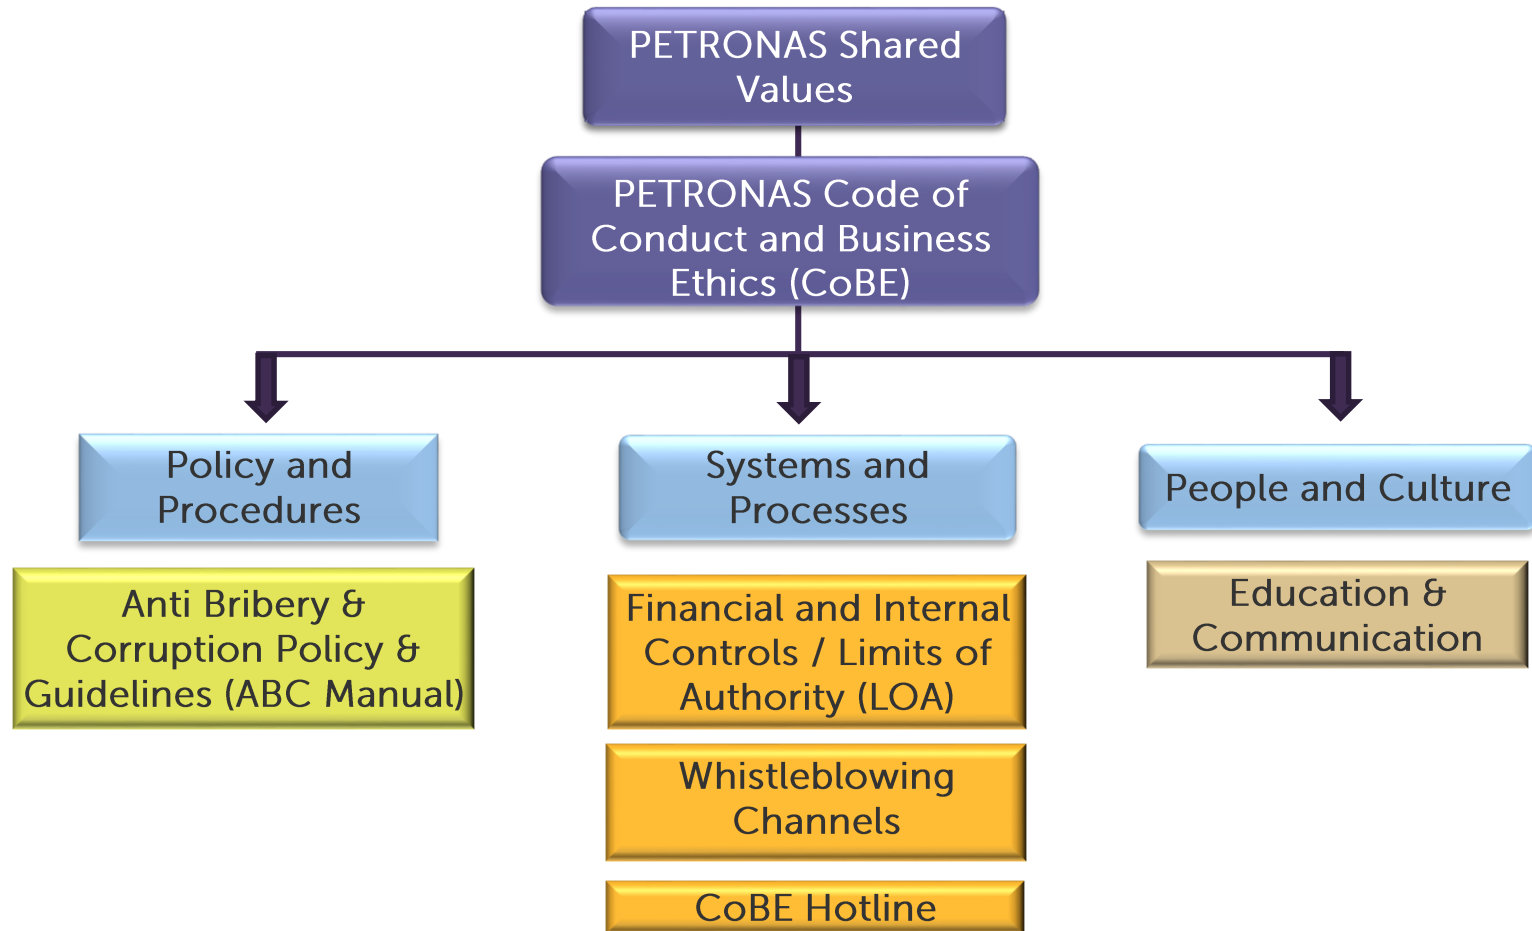 PETRONAS Shared
Values
PETRONAS Code of
Conduct and Business
Ethics (CoBE)
Policy and
Procedures
Systems and
Processes
People and Culture
Anti Bribery &
Corruption Policy &
Guidelines (ABC Manual)
Financial and Internal
Controls / Limits of
Authority (LOA)
Whistleblowing
Channels
CoBE Hotline
Education &
Communication